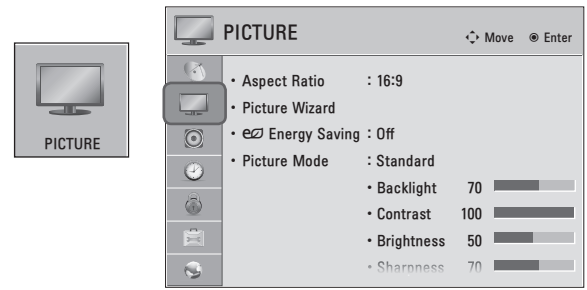 PICTURE
PICTURE
Move Enter
• Aspect Ratio : 16:9
• Picture Wizard
• Energy Saving : Off
• Picture Mode : Standard
• Backlight 70
• Contrast 100
• Brightness 50
• Sharpness 70